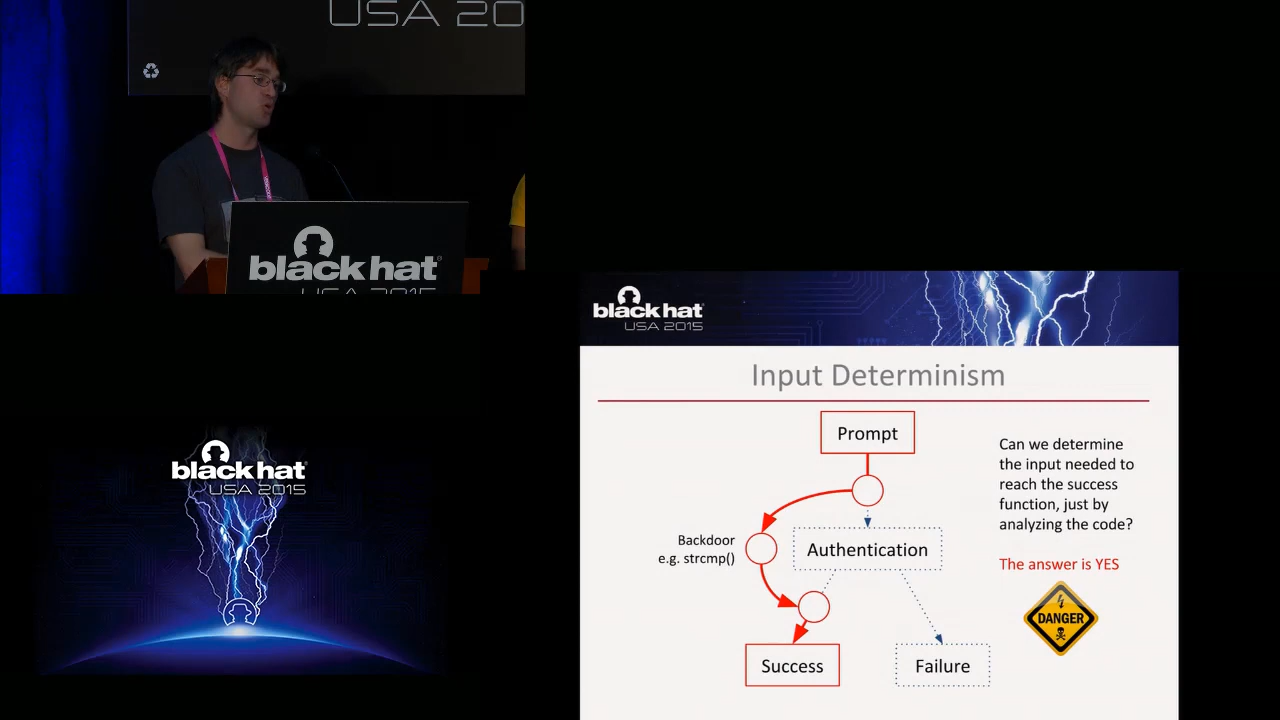 USA 20
black hat
USA 2015
black hat
USA 2015
Input Determinism
Prompt
Can we determine
the input needed to
reach the success
function, just by
analyzing the code?
The answer is YES
DANGER
Backdoor
e.g. strcmp()
Authentication
Success
Failure
black hat
USA 2015